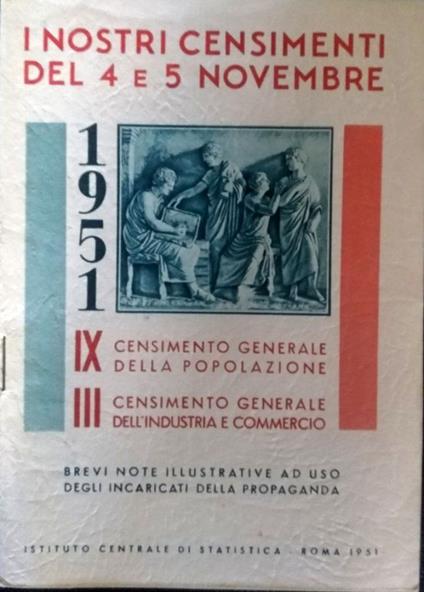 I NOSTRI CENSIMENTI
DEL 4 E 5 NOVEMBRE
1951
IX CENSIMENTO GENERALE
DELLA POPOLAZIONE
III CENSIMENTO GENERALE
DELL'INDUSTRIA E COMMERCIO
BREVI NOTE ILLUSTRATIVE AD USO
DEGLI INCARICATI DELLA PROPAGANDA
ISTITUTO CENTRALE DI STATISTICA - ROMA 1951